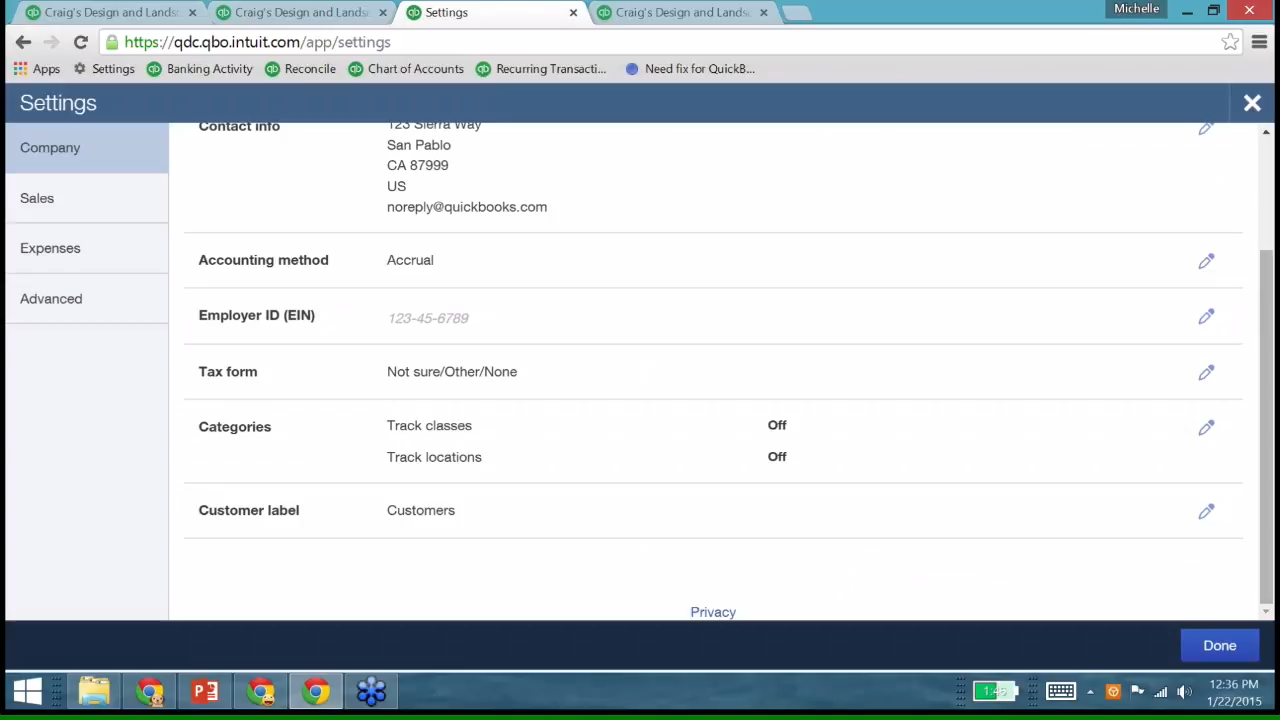 Craig's Design and Lands Craig's Design and Lands Settings Craig's Design and Lands Michelle
https://qdc.qbo.intuit.com/app/settings
Apps Settings Banking Activity Reconcile Chart of Accounts Recurring Transacti... Need fix for QuickB...
Settings
Company
Sales
Expenses
Advanced
Contact info 123 Sierra Way
San Pablo
CA 87999
US
noreply@quickbooks.com
Accounting method Accrual
Employer ID (EIN) 123-45-6789
Tax form Not sure/Other/None
Categories Track classes Off
Track locations Off
Customer label Customers
Privacy
Done
1:45 12:36 PM
1/22/2015